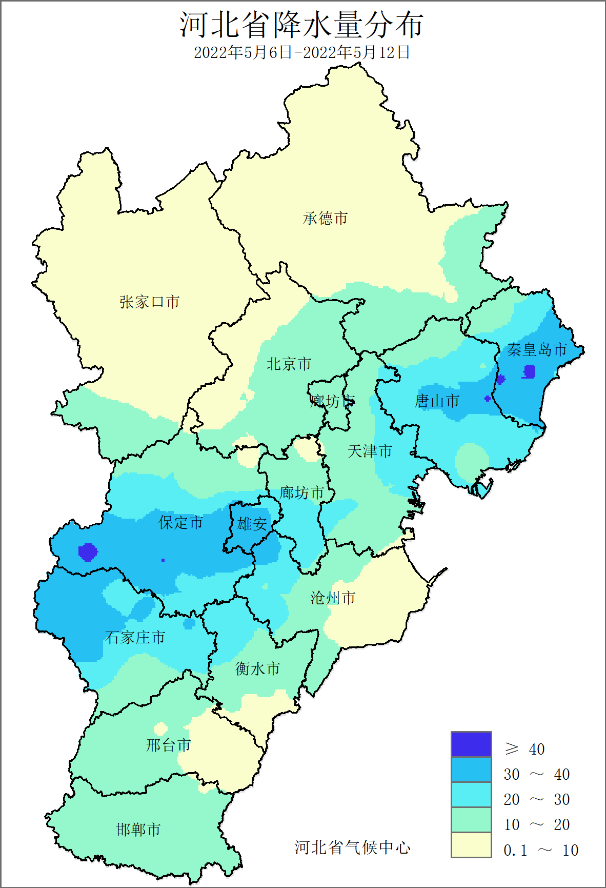 河北省降水量分布
2022年5月6日-2022年5月12日
承德市
张家口市
秦皇岛市
北京市
廊坊市
唐山市
天津市
廊坊市
保定市
雄安
沧州市
石家庄市
衡水市
邢台市
邯郸市
≥ 40
30 ～ 40
20 ～ 30
10 ～ 20
0.1 ～ 10
河北省气候中心